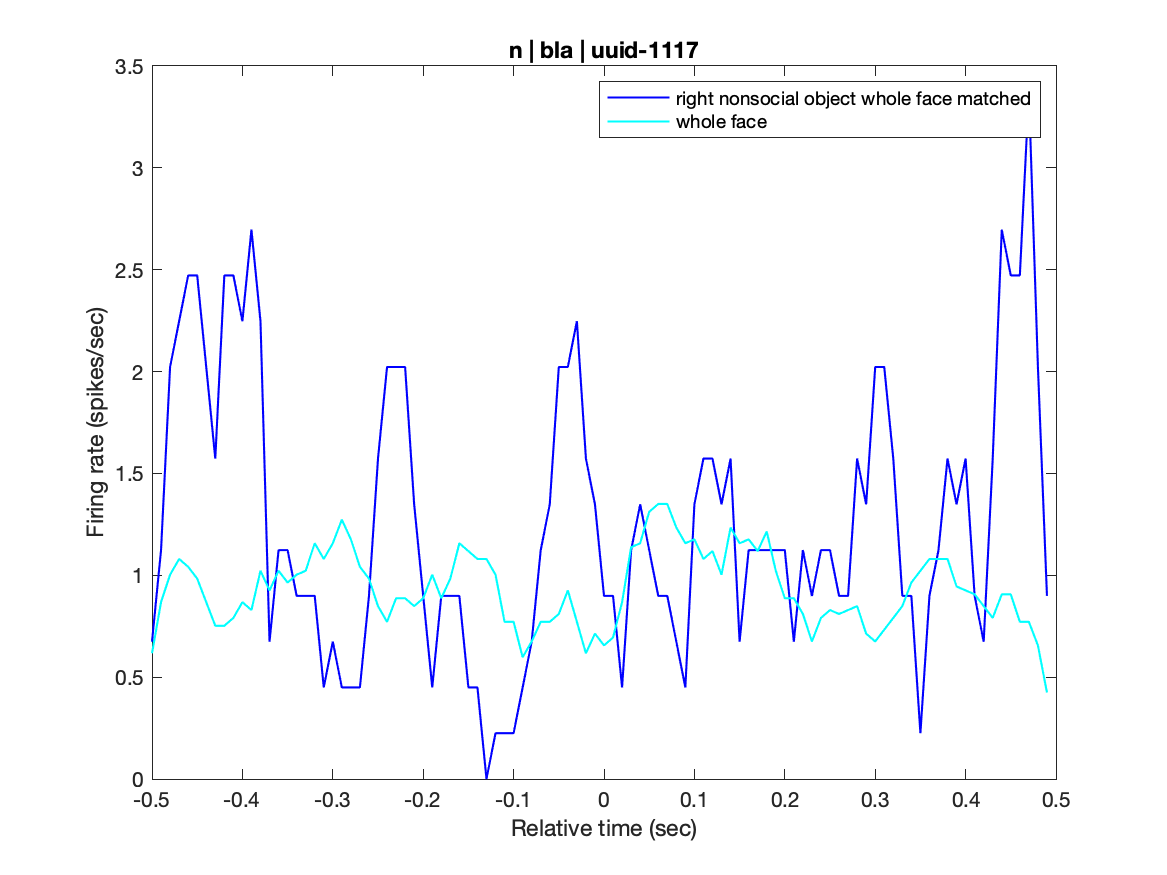 n | bla | uuid-1117
right nonsocial object whole face matched
whole face
3.5
3
2.5
2
1.5
1
0.5
0
Firing rate (spikes/sec)
-0.5 -0.4 -0.3 -0.2 -0.1 0 0.1 0.2 0.3 0.4 0.5
Relative time (sec)